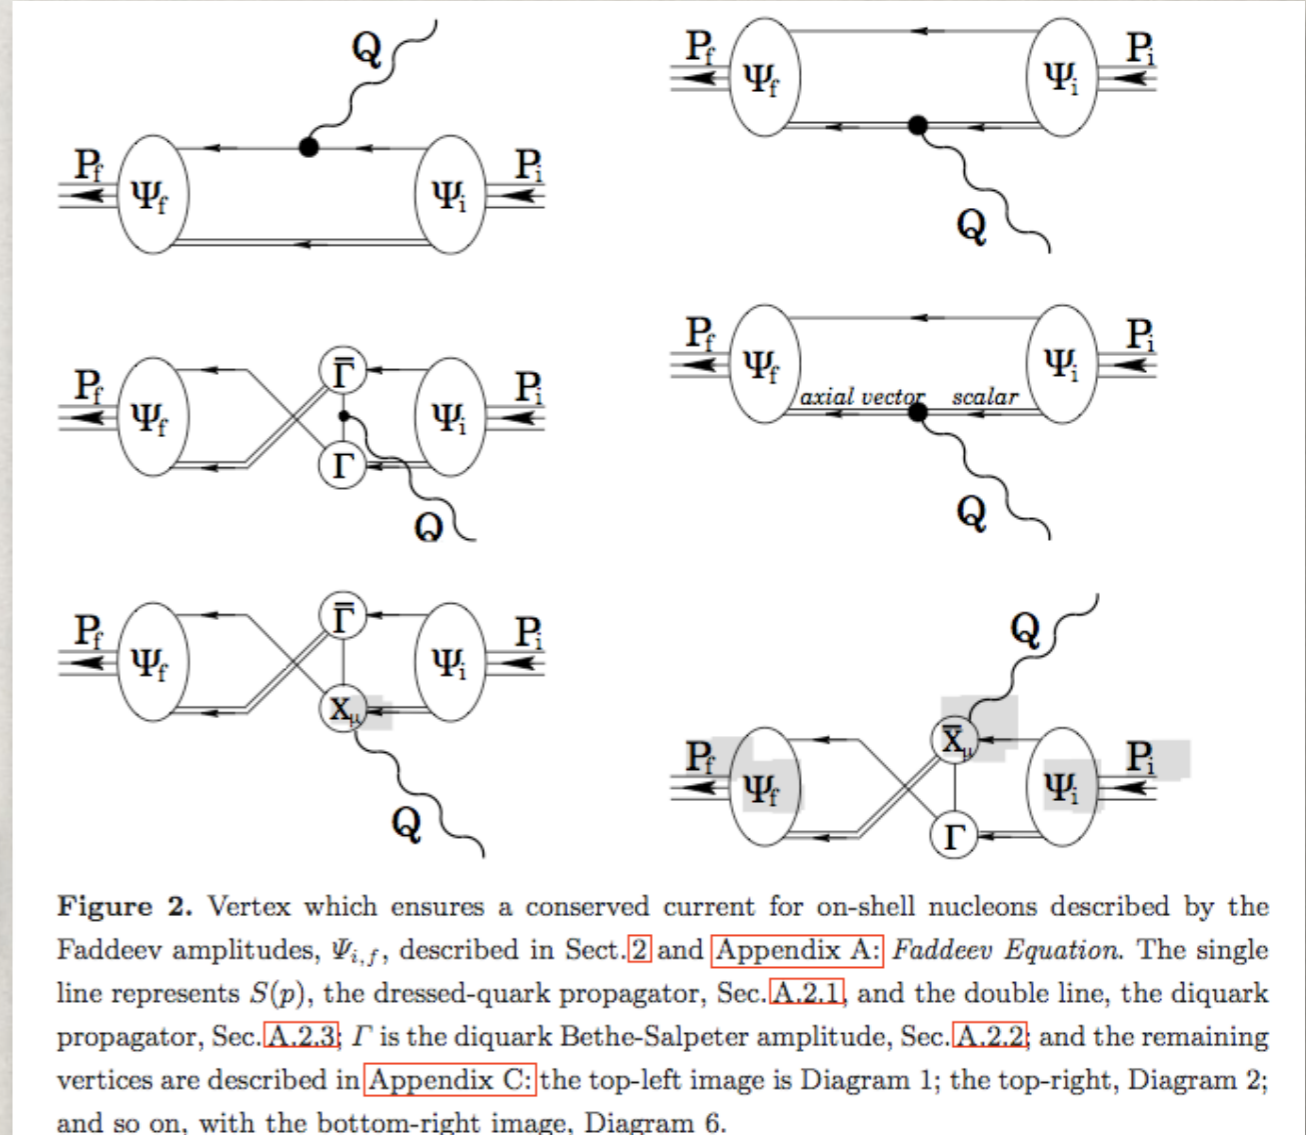 Q
P_f Ψ_f Ψ_i P_i
P_f Ψ_f Ψ_i P_i
Q
P_f Ψ_f Γ̅ Γ Ψ_i P_i
Q
P_f Ψ_f axial vector scalar Ψ_i P_i
Q
P_f Ψ_f Γ̅ X_μ Ψ_i P_i
Q
Q
P_f Ψ_f X̅_μ Γ Ψ_i P_i
Figure 2. Vertex which ensures a conserved current for on-shell nucleons described by the
Faddeev amplitudes, Ψ_{i,f}, described in Sect. 2 and Appendix A: Faddeev Equation. The single
line represents S(p), the dressed-quark propagator, Sec. A.2.1, and the double line, the diquark
propagator, Sec. A.2.3; Γ is the diquark Bethe-Salpeter amplitude, Sec. A.2.2; and the remaining
vertices are described in Appendix C: the top-left image is Diagram 1; the top-right, Diagram 2;
and so on, with the bottom-right image, Diagram 6.